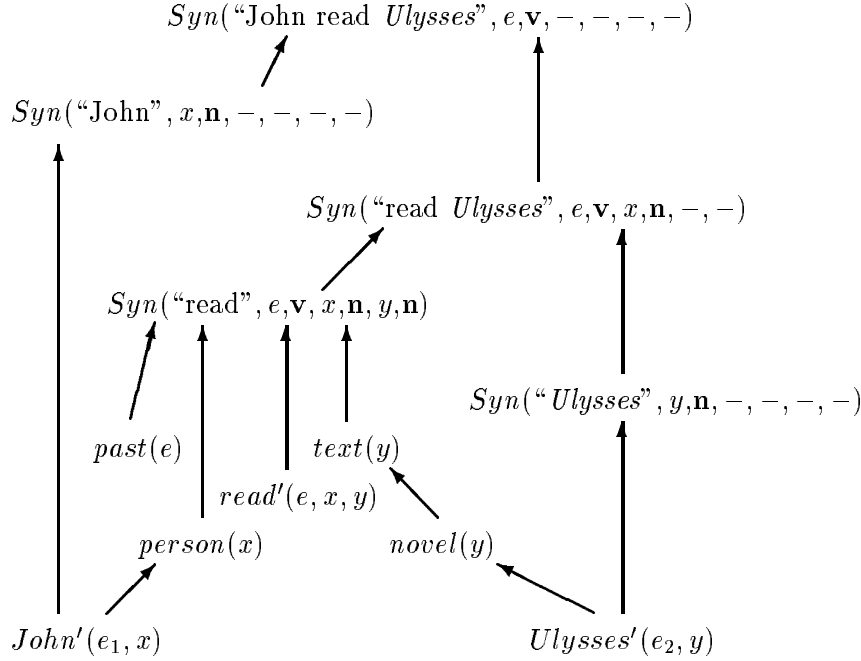 Syn(“John read Ulysses”, e,v, –, –, –, –)
Syn(“John”, x,n, –, –, –, –)
Syn(“read Ulysses”, e,v, x,n, –, –)
Syn(“read”, e,v, x,n, y,n)
Syn(“Ulysses”, y,n, –, –, –, –)
past(e) text(y)
read′(e, x, y)
person(x) novel(y)
John′(e₁, x) Ulysses′(e₂, y)